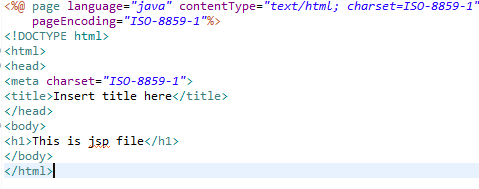 <%@ page language="java" contentType="text/html; charset=ISO-8859-1"
    pageEncoding="ISO-8859-1"%>
<!DOCTYPE html>
<html>
<head>
<meta charset="ISO-8859-1">
<title>Insert title here</title>
</head>
<body>
<h1>This is jsp file</h1>
</body>
</html>